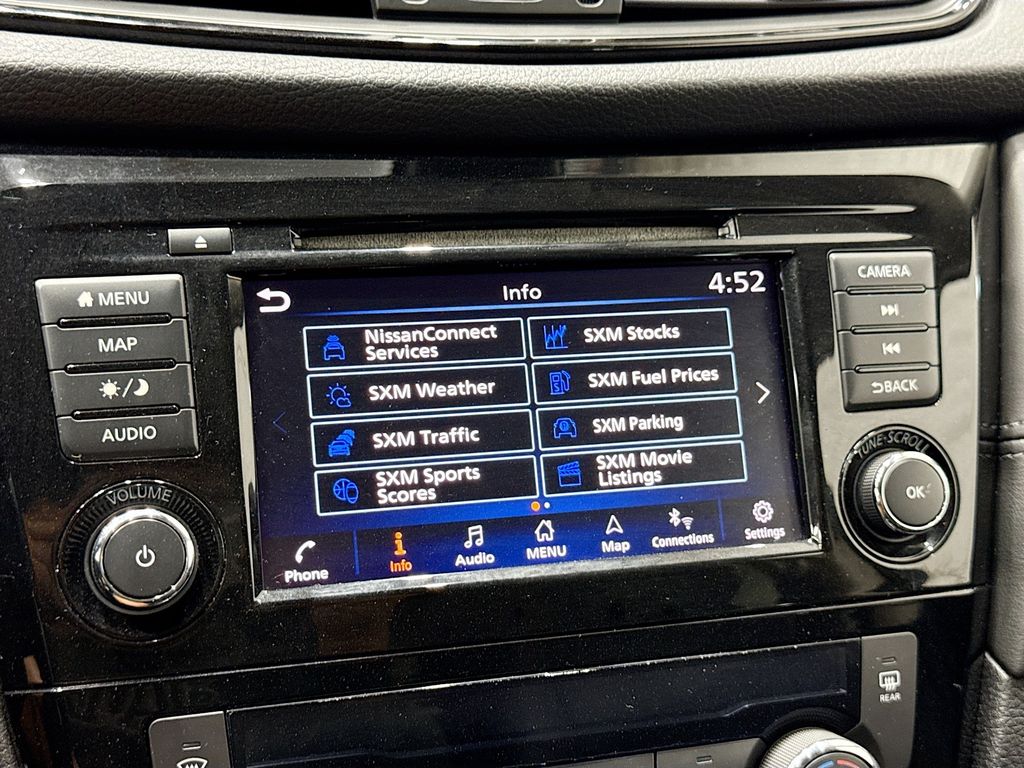 MENU
MAP
AUDIO
VOLUME
Info
4:52
NissanConnect
Services
SXM Stocks
SXM Weather
SXM Fuel Prices
SXM Traffic
SXM Parking
SXM Sports
Scores
SXM Movie
Listings
Phone
Info
Audio
MENU
Map
Connections
Settings
CAMERA
BACK
TUNE·SCROLL
OK
REAR